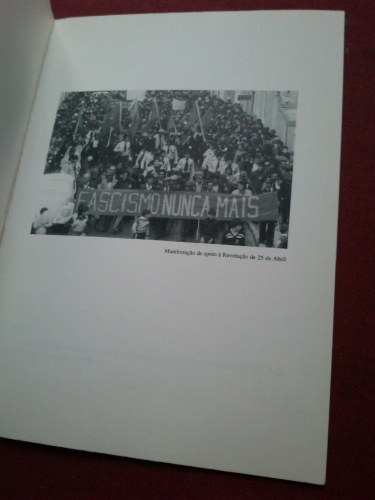 FASCISMO NUNCA MAIS
Manifestação de apoio à Revolução de 25 de Abril